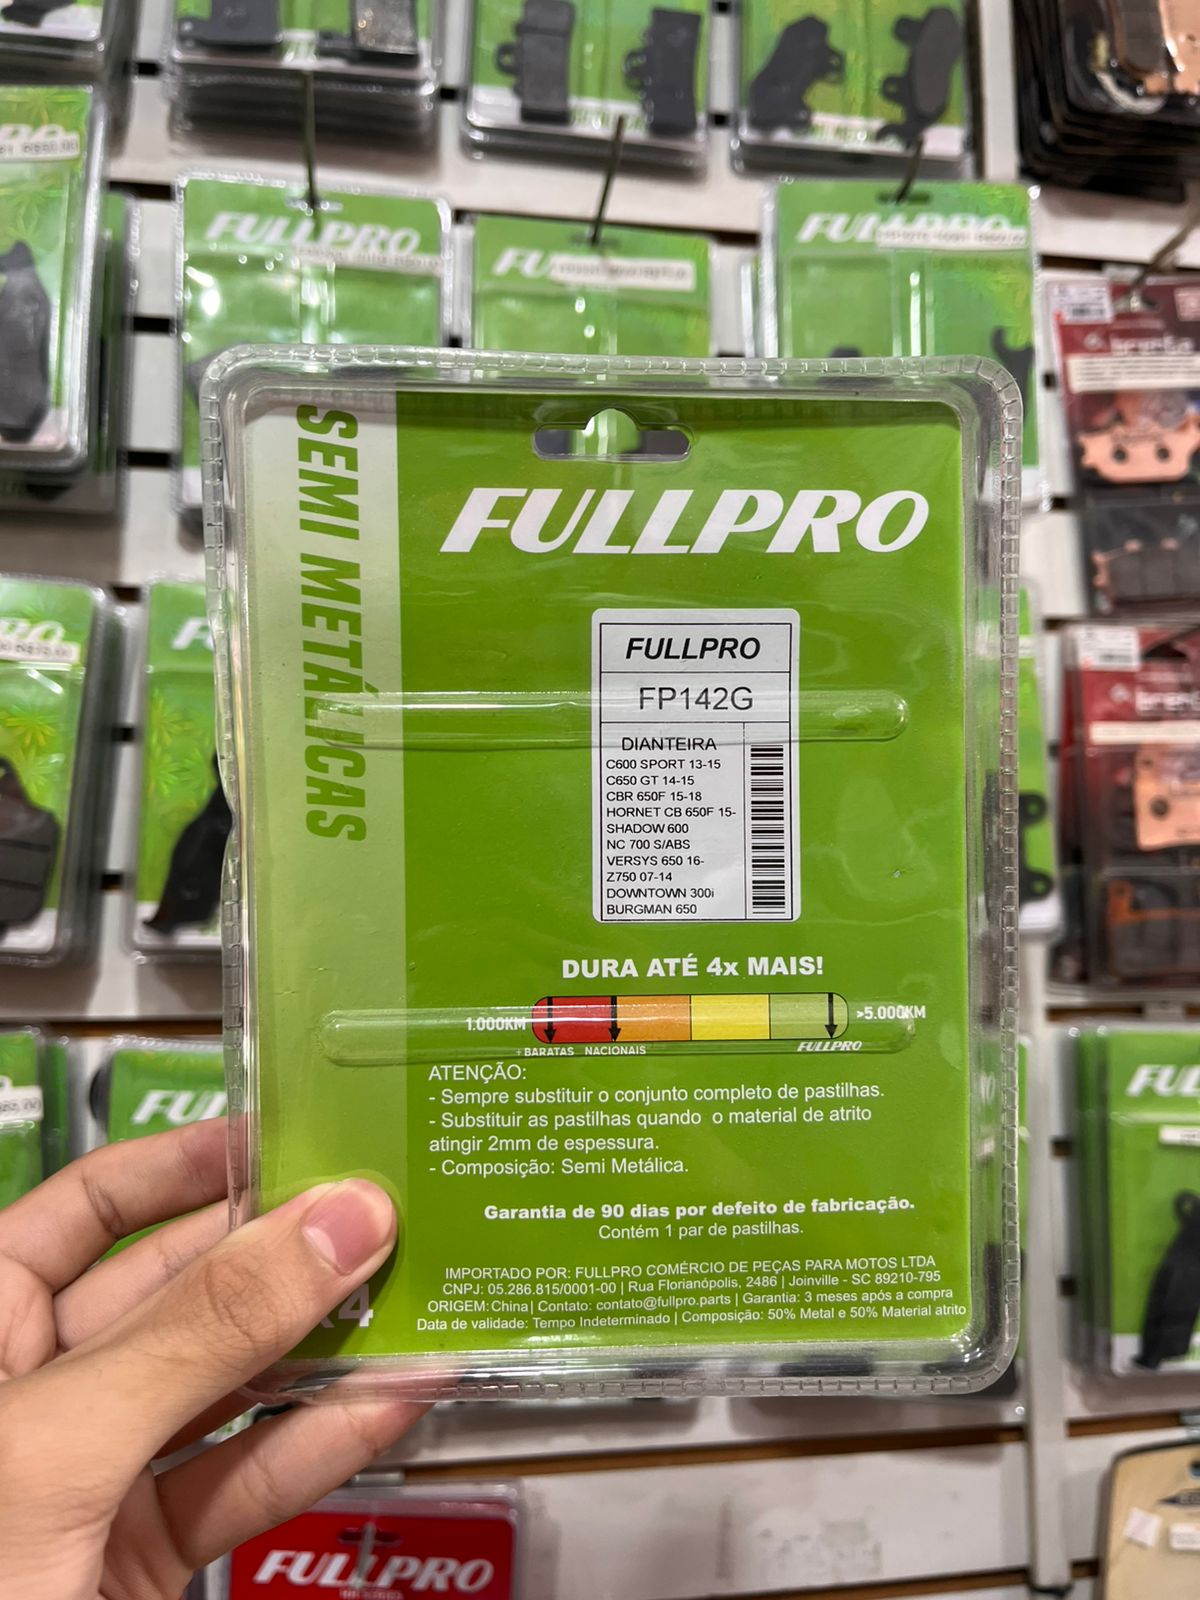 FULLPRO
FULLPRO
SEMI METÁLICAS
FULLPRO
FULLPRO
FP142G
DIANTEIRA
C600 SPORT 13-15
C650 GT 14-15
CBR 650F 15-18
HORNET CB 650F 15-
SHADOW 600
NC 700 S/ABS
VERSYS 650 16-
Z750 07-14
DOWNTOWN 300i
BURGMAN 650
DURA ATÉ 4x MAIS!
1.000KM
>5.000KM
+BARATAS NACIONAIS FULLPRO
ATENÇÃO:
- Sempre substituir o conjunto completo de pastilhas.
- Substituir as pastilhas quando o material de atrito
atingir 2mm de espessura.
- Composição: Semi Metálica.
Garantia de 90 dias por defeito de fabricação.
Contém 1 par de pastilhas.
IMPORTADO POR: FULLPRO COMÉRCIO DE PEÇAS PARA MOTOS LTDA
CNPJ: 05.286.815/0001-00 | Rua Florianópolis, 2486 | Joinville - SC 89210-795
ORIGEM: China | Contato: contato@fullpro.parts | Garantia: 3 meses após a compra
Data de validade: Tempo Indeterminado | Composição: 50% Metal e 50% Material atrito
FULLPRO